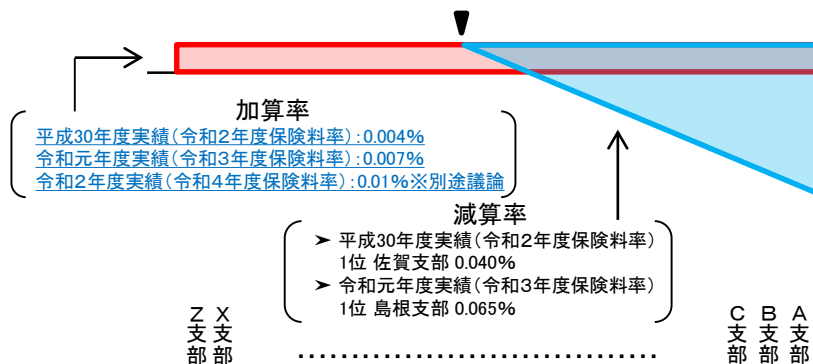 加算率
平成30年度実績(令和2年度保険料率):0.004%
令和元年度実績(令和3年度保険料率):0.007%
令和2年度実績(令和4年度保険料率):0.01%※別途議論
減算率
➤ 平成30年度実績(令和2年度保険料率)
1位 佐賀支部 0.040%
➤ 令和元年度実績(令和3年度保険料率)
1位 島根支部 0.065%
Z支部
X支部
………………………………
C支部
B支部
A支部